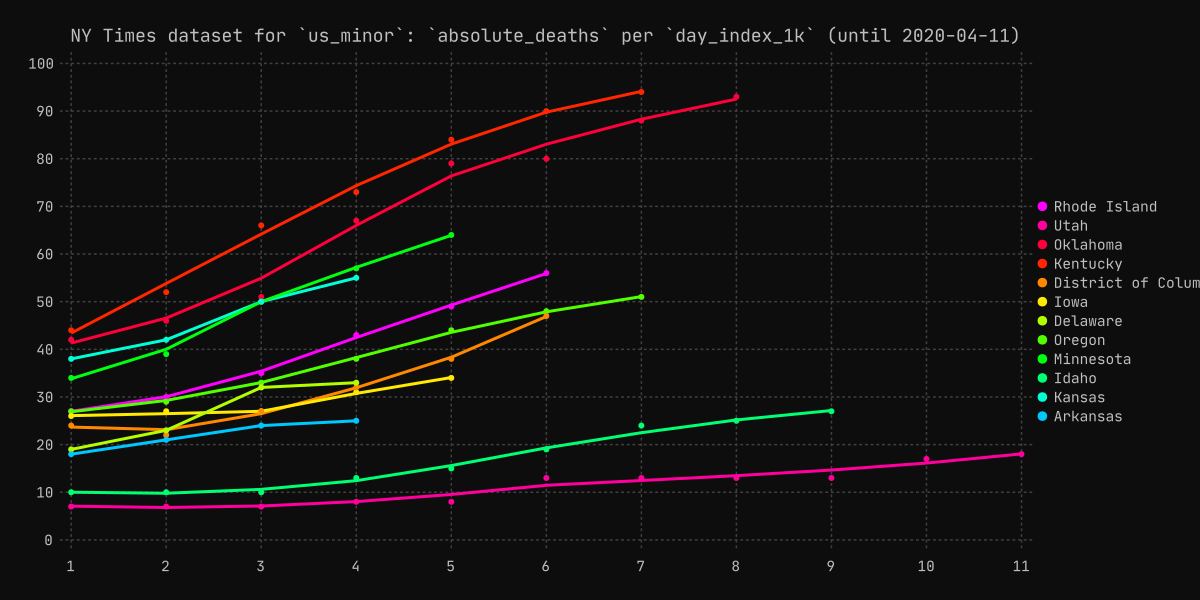 NY Times dataset for `us_minor`: `absolute_deaths` per `day_index_1k` (until 2020-04-11)
100
90
80
70
60
50
40
30
20
10
0
1 2 3 4 5 6 7 8 9 10 11
Rhode Island
Utah
Oklahoma
Kentucky
District of Colum
Iowa
Delaware
Oregon
Minnesota
Idaho
Kansas
Arkansas